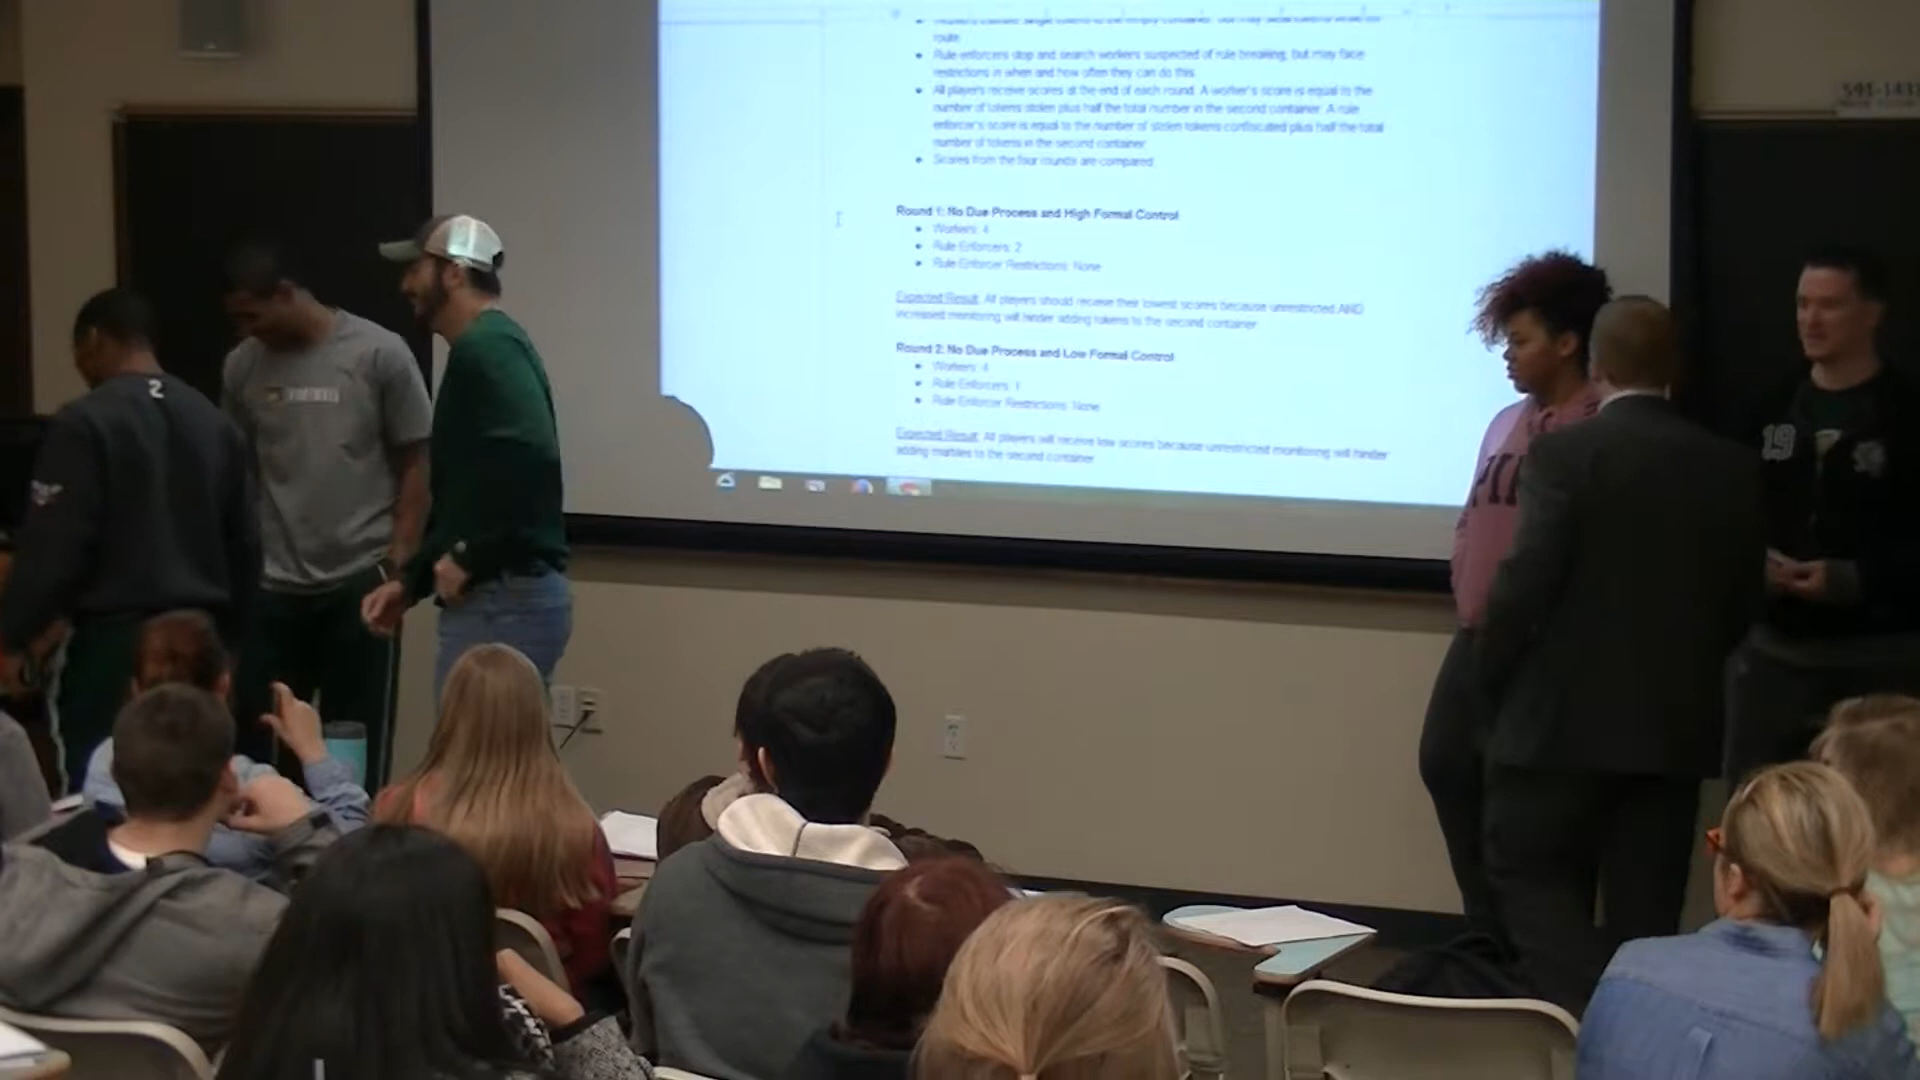 route.
Rule enforcers stop and search workers suspected of rule breaking, but may face
restrictions in when and how often they can do this.
All players receive scores at the end of each round. A worker's score is equal to the
number of tokens stolen plus half the total number in the second container. A rule
enforcer's score is equal to the number of stolen tokens confiscated plus half the total
number of tokens in the second container.
Scores from the four rounds are compared.
Round 1: No Due Process and High Formal Control
Workers: 4
Rule Enforcers: 2
Rule Enforcer Restrictions: None
Expected Result: All players should receive their lowest scores because unrestricted AND
increased monitoring will hinder adding tokens to the second container.
Round 2: No Due Process and Low Formal Control
Workers: 4
Rule Enforcers: 1
Rule Enforcer Restrictions: None
Expected Result: All players will receive low scores because unrestricted monitoring will hinder
adding marbles to the second container.
2
19